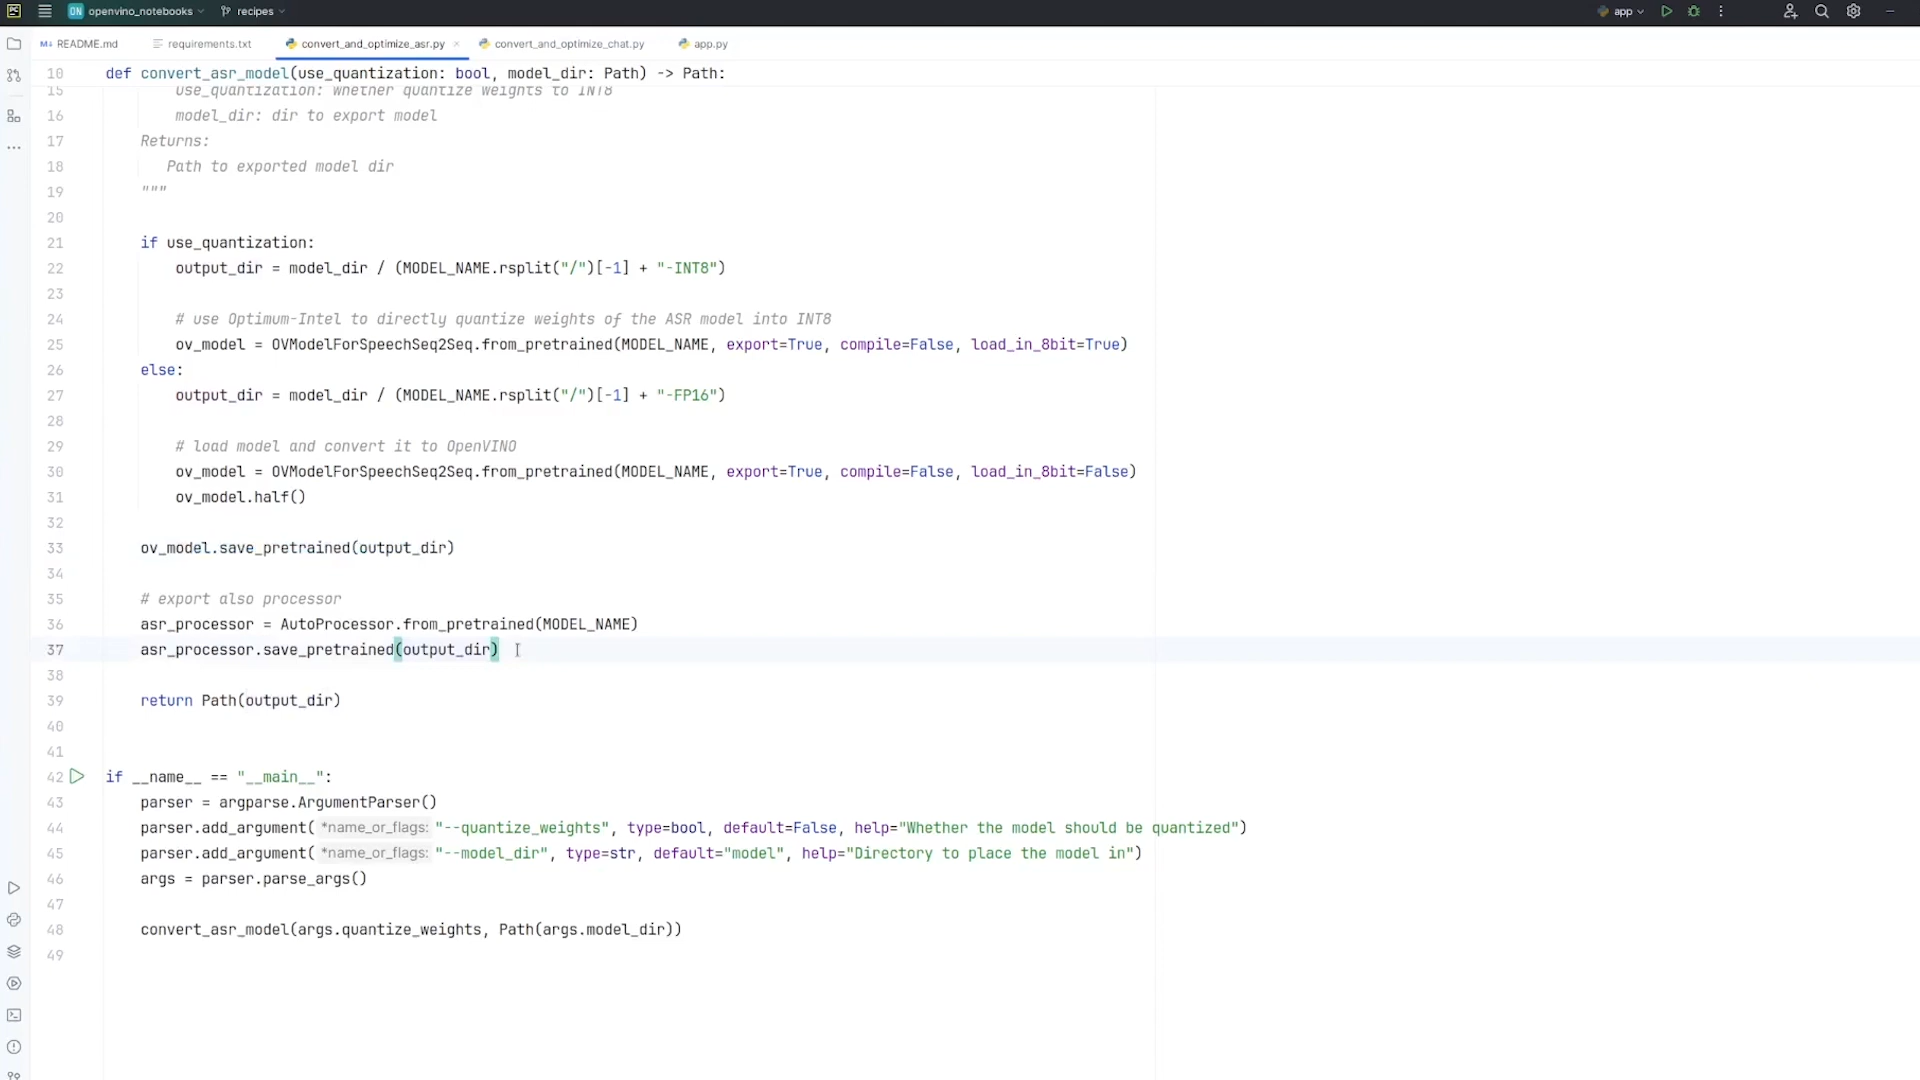 PC
ON openvino_notebooks
recipes
app
README.md
requirements.txt
convert_and_optimize_asr.py
convert_and_optimize_chat.py
app.py
10 def convert_asr_model(use_quantization: bool, model_dir: Path) -> Path:
15 use_quantization: whether quantize weights to INT8
16 model_dir: dir to export model
17 Returns:
18 Path to exported model dir
19 """
20
21 if use_quantization:
22 output_dir = model_dir / (MODEL_NAME.rsplit("/")[-1] + "-INT8")
23
24 # use Optimum-Intel to directly quantize weights of the ASR model into INT8
25 ov_model = OVModelForSpeechSeq2Seq.from_pretrained(MODEL_NAME, export=True, compile=False, load_in_8bit=True)
26 else:
27 output_dir = model_dir / (MODEL_NAME.rsplit("/")[-1] + "-FP16")
28
29 # load model and convert it to OpenVINO
30 ov_model = OVModelForSpeechSeq2Seq.from_pretrained(MODEL_NAME, export=True, compile=False, load_in_8bit=False)
31 ov_model.half()
32
33 ov_model.save_pretrained(output_dir)
34
35 # export also processor
36 asr_processor = AutoProcessor.from_pretrained(MODEL_NAME)
37 asr_processor.save_pretrained(output_dir)
38
39 return Path(output_dir)
40
41
42 if __name__ == "__main__":
43 parser = argparse.ArgumentParser()
44 parser.add_argument( *name_or_flags: "--quantize_weights", type=bool, default=False, help="Whether the model should be quantized")
45 parser.add_argument( *name_or_flags: "--model_dir", type=str, default="model", help="Directory to place the model in")
46 args = parser.parse_args()
47
48 convert_asr_model(args.quantize_weights, Path(args.model_dir))
49